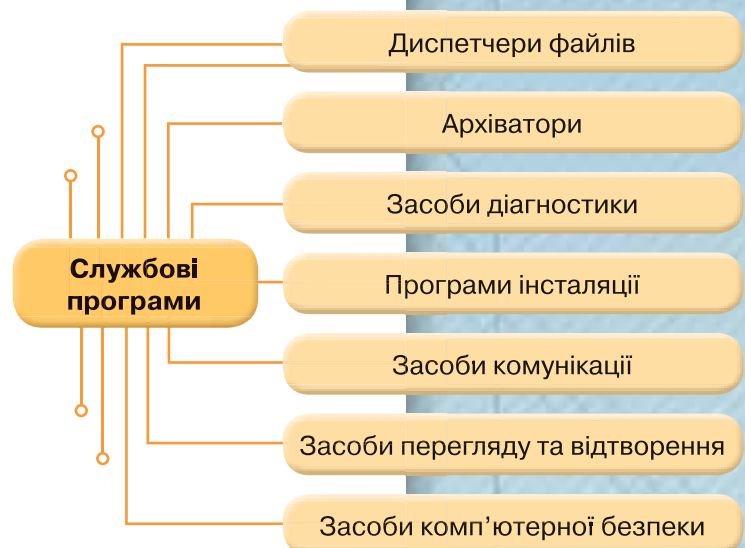 Диспетчери файлів
Архіватори
Засоби діагностики
Службові
програми
Програми інсталяції
Засоби комунікації
Засоби перегляду та відтворення
Засоби комп’ютерної безпеки